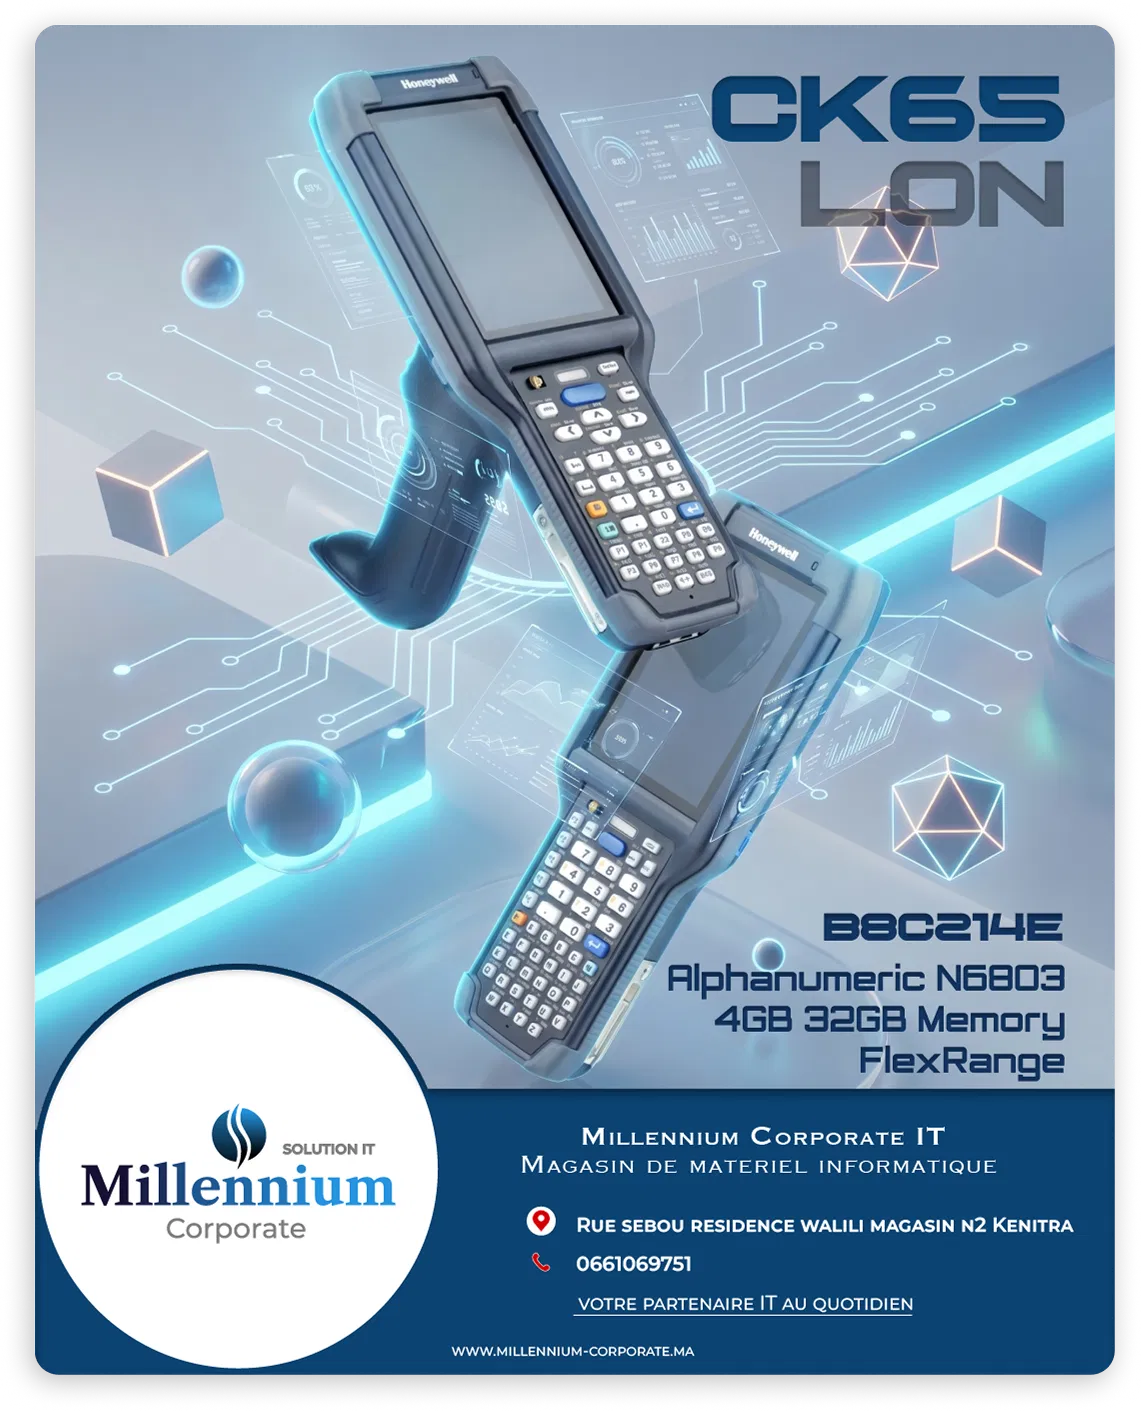 Honeywell
CK65
LON
Honeywell
B8C214E
Alphanumeric N6803
4GB 32GB Memory
FlexRange
SOLUTION IT
Millennium
Corporate
Millennium Corporate IT
Magasin de materiel informatique
Rue sebou residence walili magasin n2 Kenitra
0661069751
VOTRE PARTENAIRE IT AU QUOTIDIEN
WWW.MILLENNIUM-CORPORATE.MA